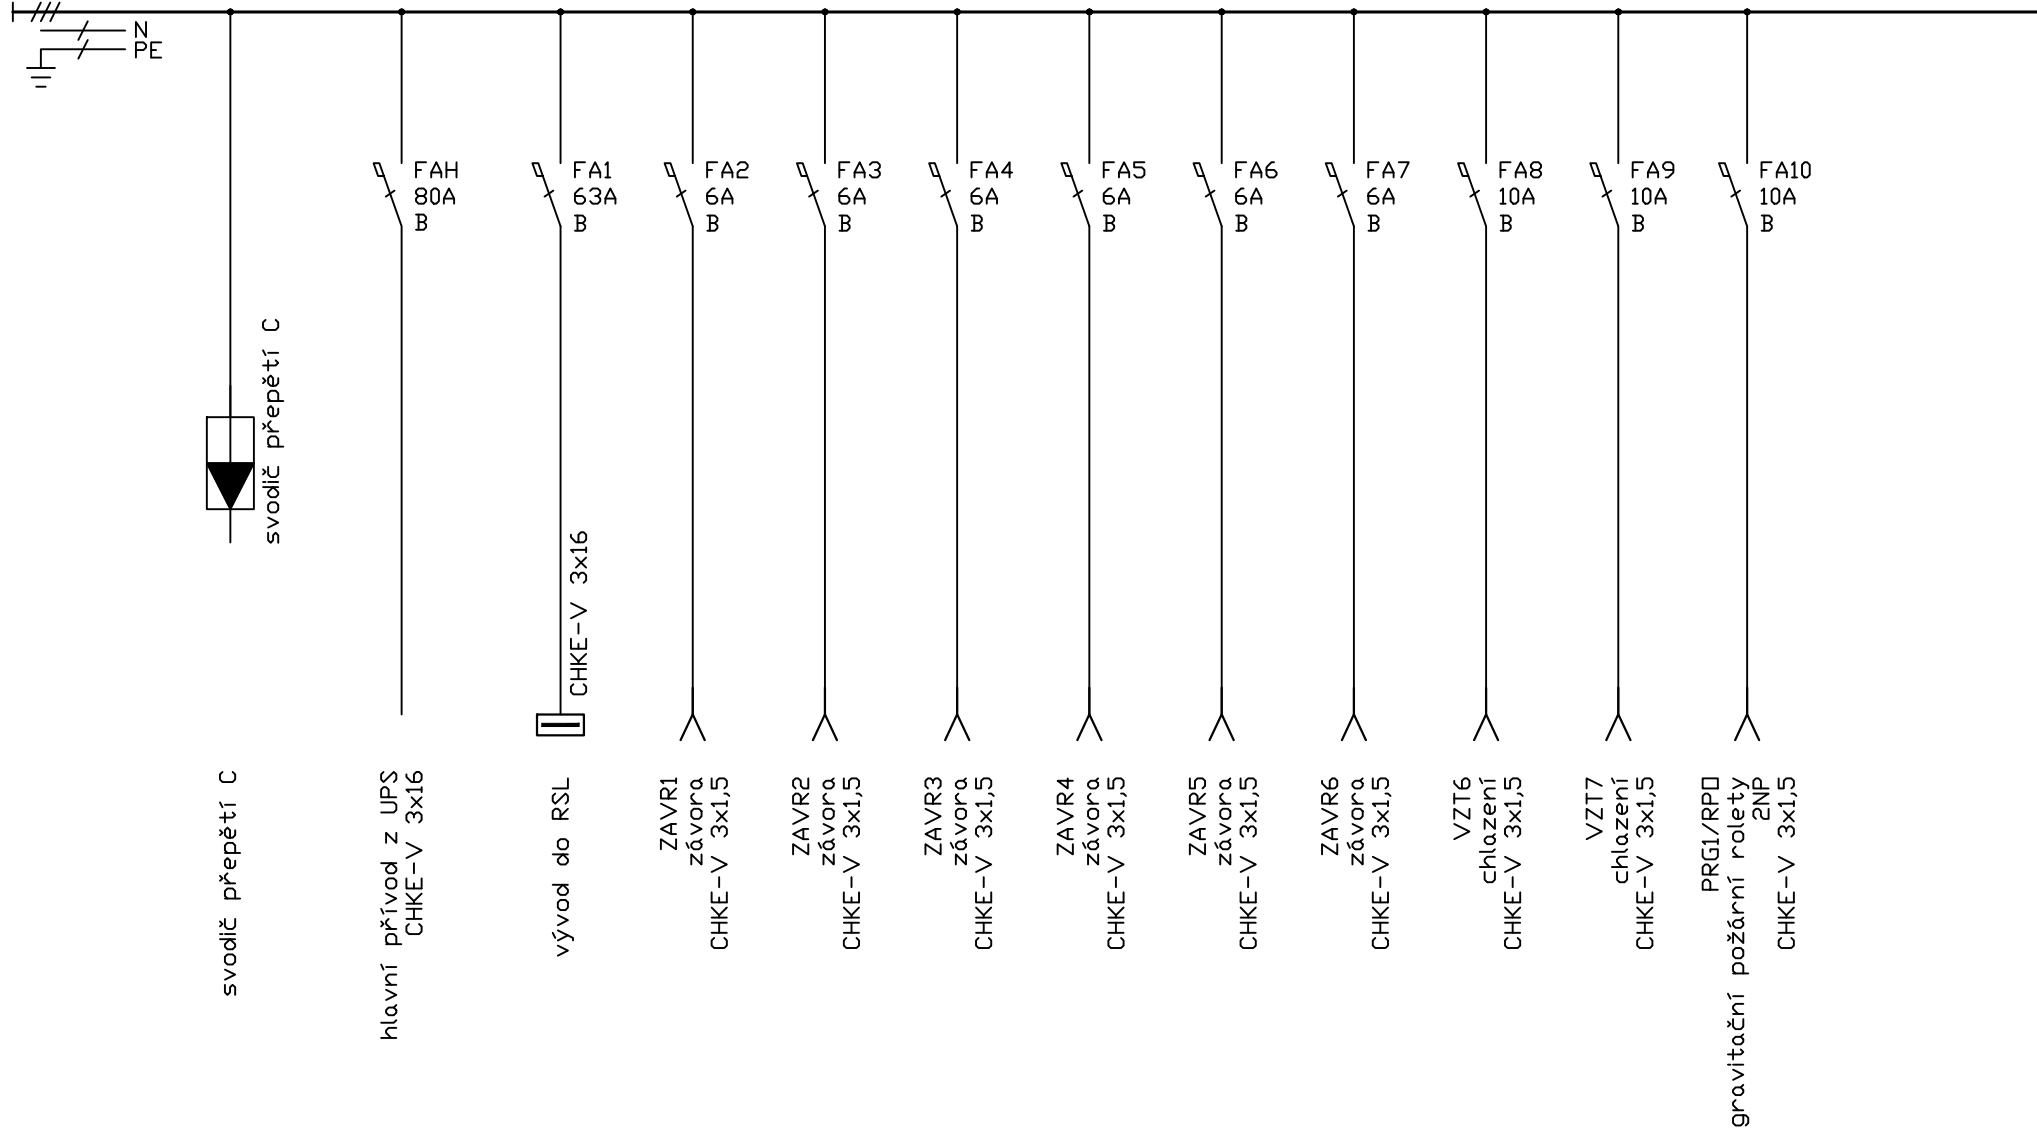 N
PE
FAH
80A
B
FA1
63A
B
FA2
6A
B
FA3
6A
B
FA4
6A
B
FA5
6A
B
FA6
6A
B
FA7
6A
B
FA8
10A
B
FA9
10A
B
FA10
10A
B
svodič přepětí C
CHKE-V 3x16
svodič přepětí C
hlavní přívod z UPS
CHKE-V 3x16
vývod do RSL
ZAVR1
závora
CHKE-V 3x1,5
ZAVR2
závora
CHKE-V 3x1,5
ZAVR3
závora
CHKE-V 3x1,5
ZAVR4
závora
CHKE-V 3x1,5
ZAVR5
závora
CHKE-V 3x1,5
ZAVR6
závora
CHKE-V 3x1,5
VZT6
chlazení
CHKE-V 3x1,5
VZT7
chlazení
CHKE-V 3x1,5
PRG1/RPO
gravitační požární rolety
2NP
CHKE-V 3x1,5